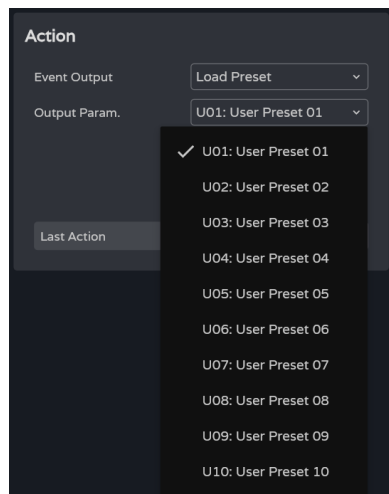 Action
Event Output Load Preset
Output Param. U01: User Preset 01
U01: User Preset 01
U02: User Preset 02
U03: User Preset 03
Last Action
U04: User Preset 04
U05: User Preset 05
U06: User Preset 06
U07: User Preset 07
U08: User Preset 08
U09: User Preset 09
U10: User Preset 10